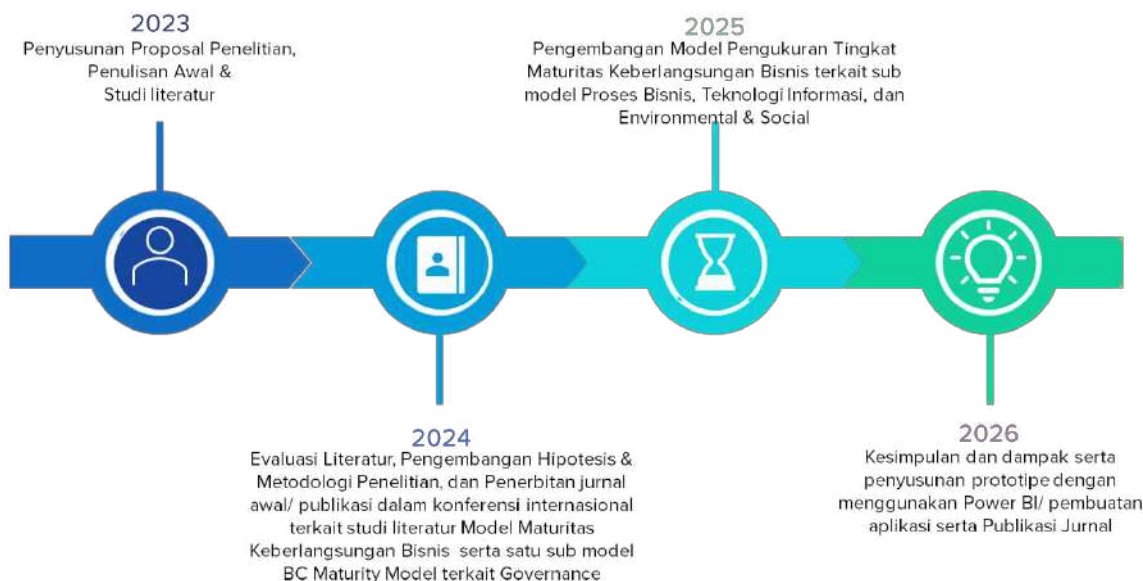 2023
Penyusunan Proposal Penelitian,
Penulisan Awal &
Studi literatur
2025
Pengembangan Model Pengukuran Tingkat
Maturitas Keberlangsungan Bisnis terkait sub
model Proses Bisnis, Teknologi Informasi, dan
Environmental & Social
2024
Evaluasi Literatur, Pengembangan Hipotesis &
Metodologi Penelitian, dan Penerbitan jurnal
awal/ publikasi dalam konferensi internasional
terkait studi literatur Model Maturitas
Keberlangsungan Bisnis serta satu sub model
BC Maturity Model terkait Governance
2026
Kesimpulan dan dampak serta
penyusunan prototipe dengan
menggunakan Power BI/ pembuatan
aplikasi serta Publikasi Jurnal